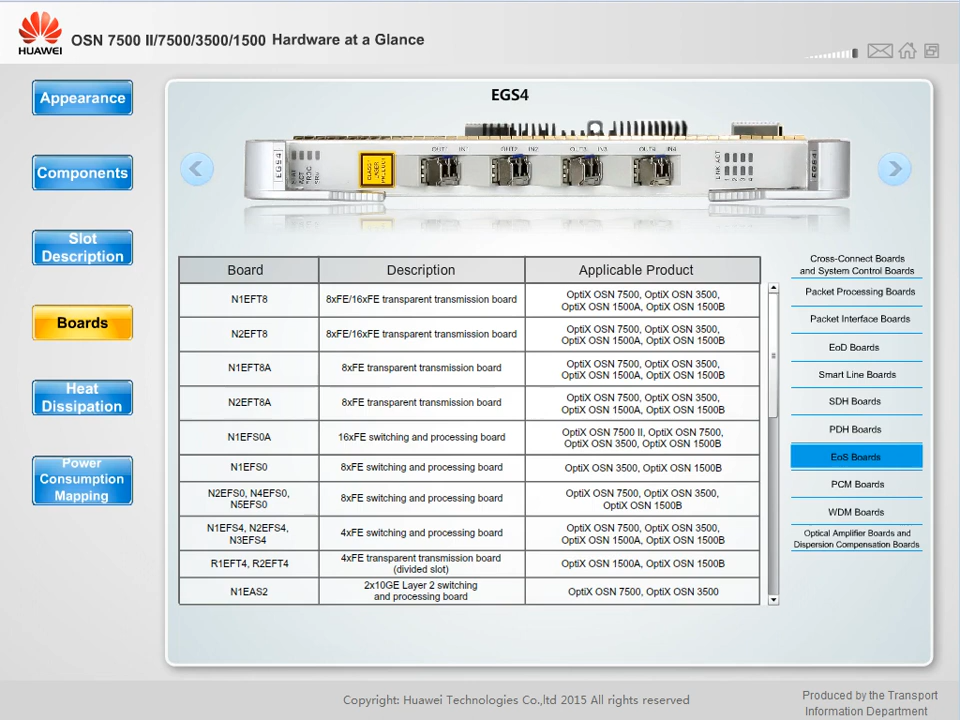 HUAWEI
OSN 7500 II/7500/3500/1500 Hardware at a Glance
Appearance
Components
Slot
Description
Boards
Heat
Dissipation
Power
Consumption
Mapping
EGS4
EGS4
OUT1 IN1
OUT2 IN2
OUT3 IN3
OUT4 IN4
EGS4
Board
Description
Applicable Product
N1EFT8
8xFE/16xFE transparent transmission board
OptiX OSN 7500, OptiX OSN 3500,
OptiX OSN 1500A, OptiX OSN 1500B
N2EFT8
8xFE/16xFE transparent transmission board
OptiX OSN 7500, OptiX OSN 3500,
OptiX OSN 1500A, OptiX OSN 1500B
N1EFT8A
8xFE transparent transmission board
OptiX OSN 7500, OptiX OSN 3500,
OptiX OSN 1500A, OptiX OSN 1500B
N2EFT8A
8xFE transparent transmission board
OptiX OSN 7500, OptiX OSN 3500,
OptiX OSN 1500A, OptiX OSN 1500B
N1EFS0A
16xFE switching and processing board
OptiX OSN 7500 II, OptiX OSN 7500,
OptiX OSN 3500, OptiX OSN 1500B
N1EFS0
8xFE switching and processing board
OptiX OSN 3500, OptiX OSN 1500B
N2EFS0, N4EFS0,
N5EFS0
8xFE switching and processing board
OptiX OSN 7500, OptiX OSN 3500,
OptiX OSN 1500B
N1EFS4, N2EFS4,
N3EFS4
4xFE switching and processing board
OptiX OSN 7500, OptiX OSN 3500,
OptiX OSN 1500A, OptiX OSN 1500B
R1EFT4, R2EFT4
4xFE transparent transmission board
(divided slot)
OptiX OSN 1500A, OptiX OSN 1500B
N1EAS2
2x10GE Layer 2 switching
and processing board
OptiX OSN 7500, OptiX OSN 3500
Cross-Connect Boards
and System Control Boards
Packet Processing Boards
Packet Interface Boards
EoD Boards
Smart Line Boards
SDH Boards
PDH Boards
EoS Boards
PCM Boards
WDM Boards
Optical Amplifier Boards and
Dispersion Compensation Boards
Copyright: Huawei Technologies Co.,ltd 2015 All rights reserved
Produced by the Transport
Information Department